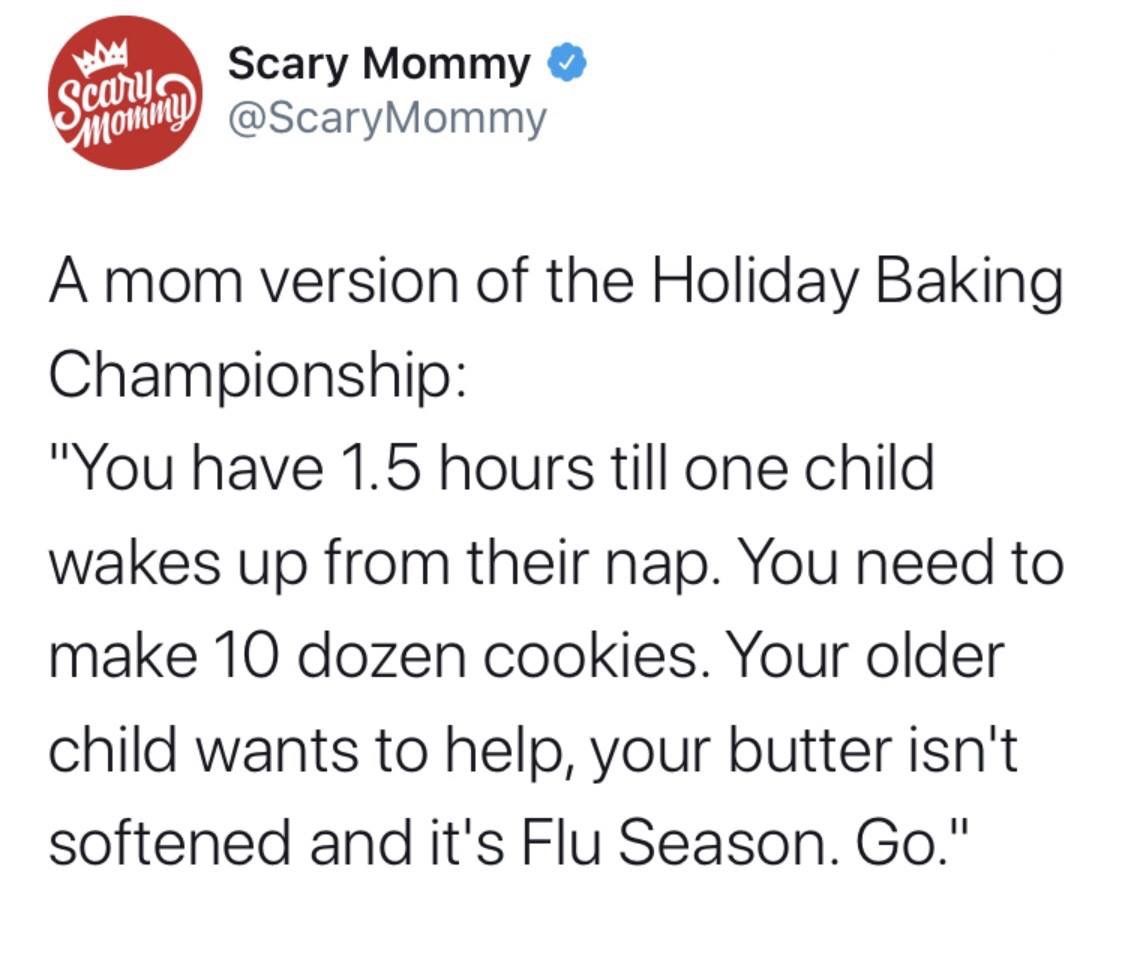 Scary Mommy
Scary Mommy
@ScaryMommy
A mom version of the Holiday Baking
Championship:
"You have 1.5 hours till one child
wakes up from their nap. You need to
make 10 dozen cookies. Your older
child wants to help, your butter isn't
softened and it's Flu Season. Go."